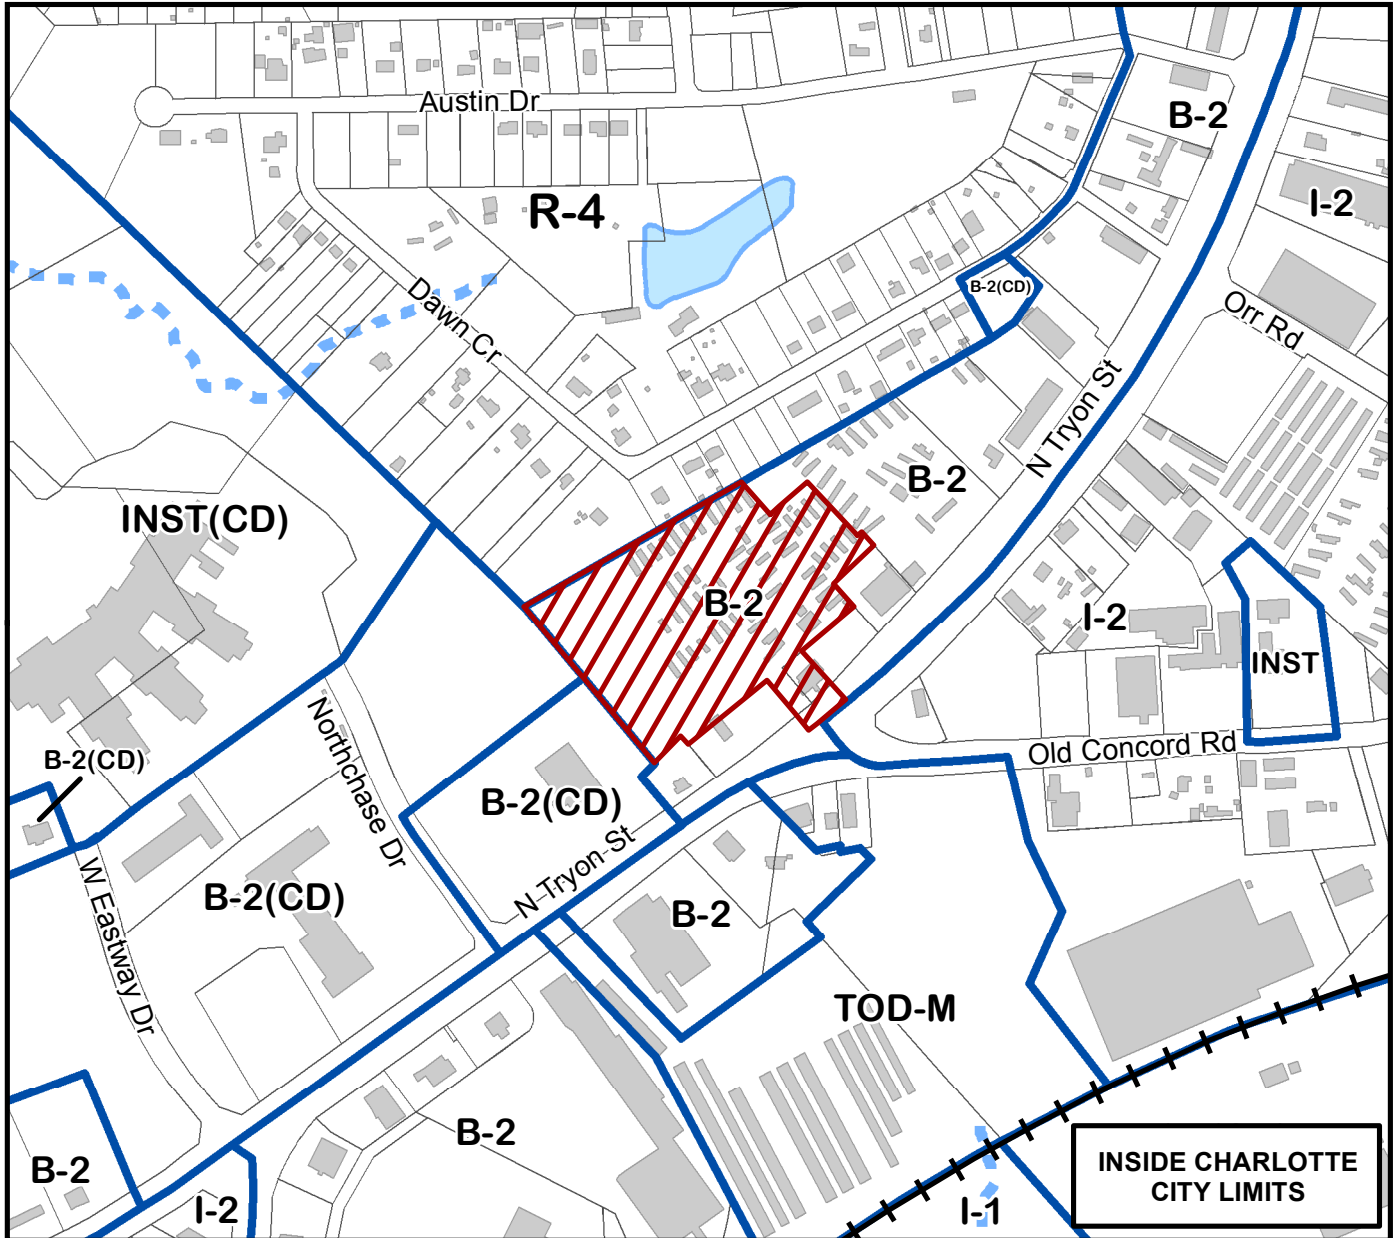 Austin Dr
B-2
I-2
R-4
Dawn Cr
B-2(CD)
Orr Rd
N Tryon St
B-2
INST(CD)
B-2
I-2
INST
Northchase Dr
Old Concord Rd
B-2(CD)
B-2(CD)
N Tryon St
W Eastway Dr
B-2(CD)
B-2
TOD-M
B-2
B-2
I-2
I-1
INSIDE CHARLOTTE
CITY LIMITS